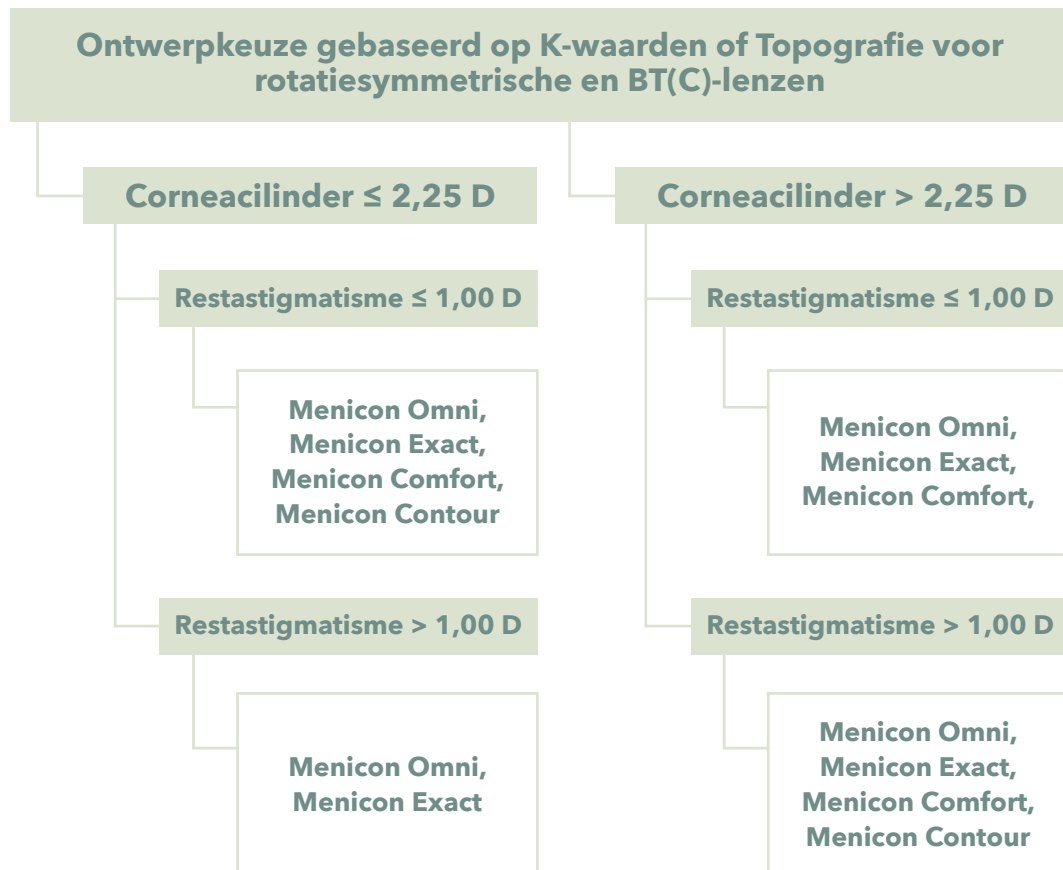 Ontwerpkeuze gebaseerd op K-waarden of Topografie voor
rotatiesymmetrische en BT(C)-lenzen
Corneacilinder ≤ 2,25 D
Restastigmatisme ≤ 1,00 D
Menicon Omni,
Menicon Exact,
Menicon Comfort,
Menicon Contour
Restastigmatisme > 1,00 D
Menicon Omni,
Menicon Exact
Corneacilinder > 2,25 D
Restastigmatisme ≤ 1,00 D
Menicon Omni,
Menicon Exact,
Menicon Comfort,
Restastigmatisme > 1,00 D
Menicon Omni,
Menicon Exact,
Menicon Comfort,
Menicon Contour